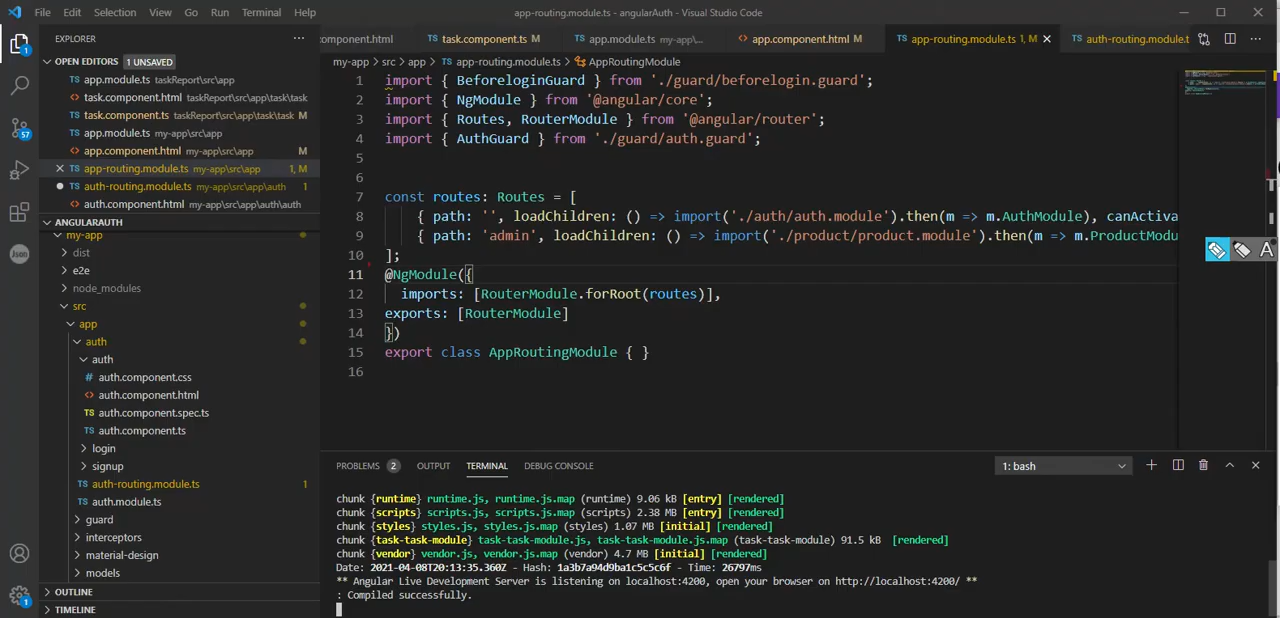 File Edit Selection View Go Run Terminal Help
app-routing.module.ts - angularAuth - Visual Studio Code
EXPLORER
OPEN EDITORS 1 UNSAVED
app.module.ts taskReport\src\app
task.component.html taskReport\src\app\task\task
task.component.ts taskReport\src\app\task\task M
app.module.ts my-app\src\app
app.component.html my-app\src\app M
app-routing.module.ts my-app\src\app 1, M
auth-routing.module.ts my-app\src\app\auth 1
auth.component.html my-app\src\app\auth\auth
ANGULARAUTH
my-app
dist
e2e
node_modules
src
app
auth
auth
auth.component.css
auth.component.html
auth.component.spec.ts
auth.component.ts
login
signup
auth-routing.module.ts 1
auth.module.ts
guard
interceptors
material-design
models
OUTLINE
TIMELINE
1
57
Json
1
component.html
task.component.ts M
app.module.ts my-app\...
app.component.html M
app-routing.module.ts 1, M
auth-routing.module.t
my-app > src > app > app-routing.module.ts > AppRoutingModule
1 import { BeforeloginGuard } from './guard/beforelogin.guard';
2 import { NgModule } from '@angular/core';
3 import { Routes, RouterModule } from '@angular/router';
4 import { AuthGuard } from './guard/auth.guard';
5
6
7 const routes: Routes = [
8 { path: '', loadChildren: () => import('./auth/auth.module').then(m => m.AuthModule), canActiva
9 { path: 'admin', loadChildren: () => import('./product/product.module').then(m => m.ProductModu
10 ];
11 @NgModule({
12 imports: [RouterModule.forRoot(routes)],
13 exports: [RouterModule]
14 })
15 export class AppRoutingModule { }
16
A
PROBLEMS 2 OUTPUT TERMINAL DEBUG CONSOLE
1: bash
chunk {runtime} runtime.js, runtime.js.map (runtime) 9.06 kB [entry] [rendered]
chunk {scripts} scripts.js, scripts.js.map (scripts) 2.38 MB [entry] [rendered]
chunk {styles} styles.js, styles.js.map (styles) 1.07 MB [initial] [rendered]
chunk {task-task-module} task-task-module.js, task-task-module.js.map (task-task-module) 91.5 kB [rendered]
chunk {vendor} vendor.js, vendor.js.map (vendor) 4.7 MB [initial] [rendered]
Date: 2021-04-08T20:13:35.360Z - Hash: 1a3b7a94d9ba1c5c5c6f - Time: 26797ms
** Angular Live Development Server is listening on localhost:4200, open your browser on http://localhost:4200/ **
: Compiled successfully.